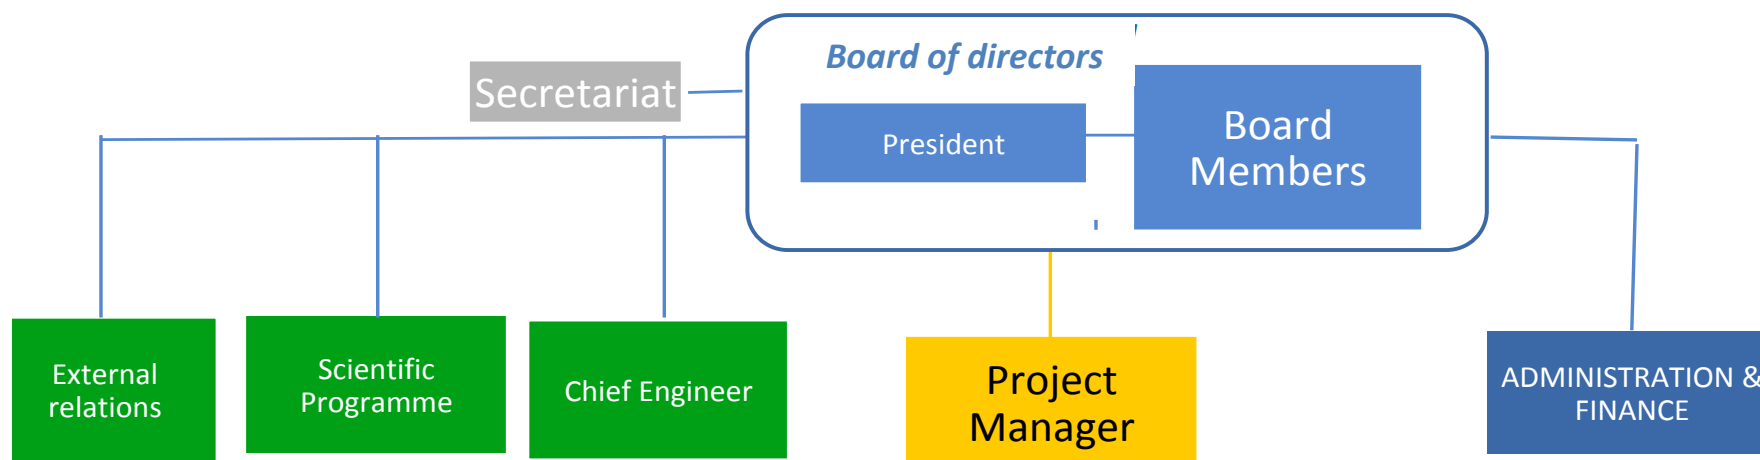 Board of directors
Secretariat
President
Board
Members
External
relations
Scientific
Programme
Chief Engineer
Project
Manager
ADMINISTRATION &
FINANCE